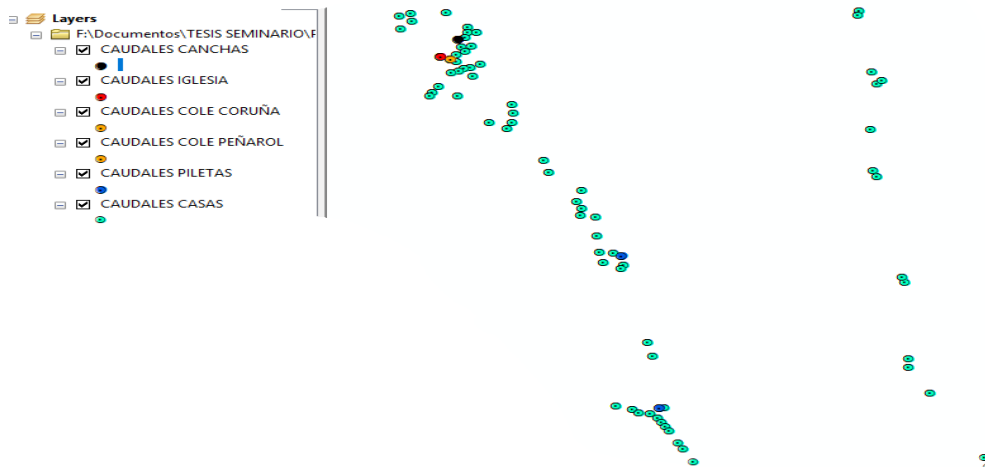 Layers
F:\Documentos\TESIS SEMINARIO\F
CAUDALES CANCHAS
CAUDALES IGLESIA
CAUDALES COLE CORUÑA
CAUDALES COLE PEÑAROL
CAUDALES PILETAS
CAUDALES CASAS